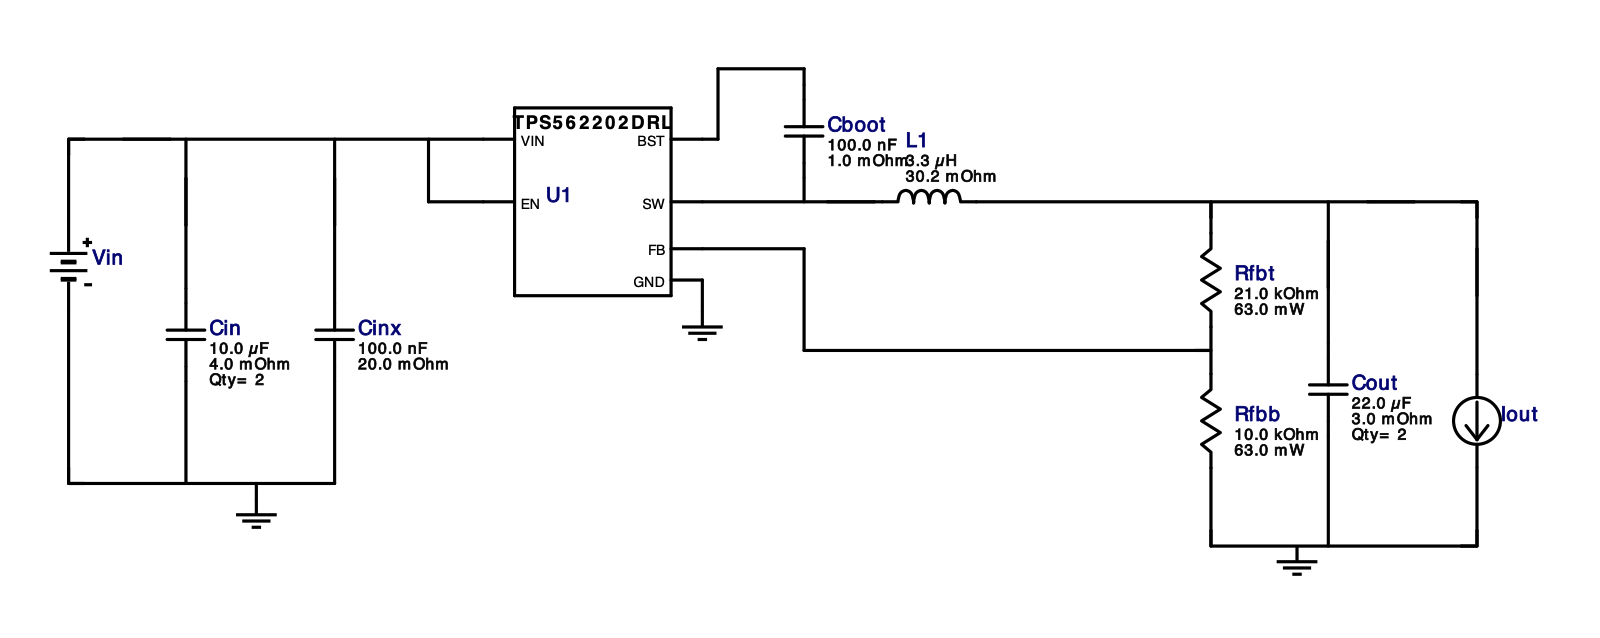 TPS562202DRL
VIN
BST
EN
U1
SW
FB
GND
Cboot
100.0 nF
1.0 mOhm
L1
3.3 µH
30.2 mOhm
+
Vin
-
Cin
10.0 µF
4.0 mOhm
Qty= 2
Cinx
100.0 nF
20.0 mOhm
Rfbt
21.0 kOhm
63.0 mW
Rfbb
10.0 kOhm
63.0 mW
Cout
22.0 µF
3.0 mOhm
Qty= 2
Iout